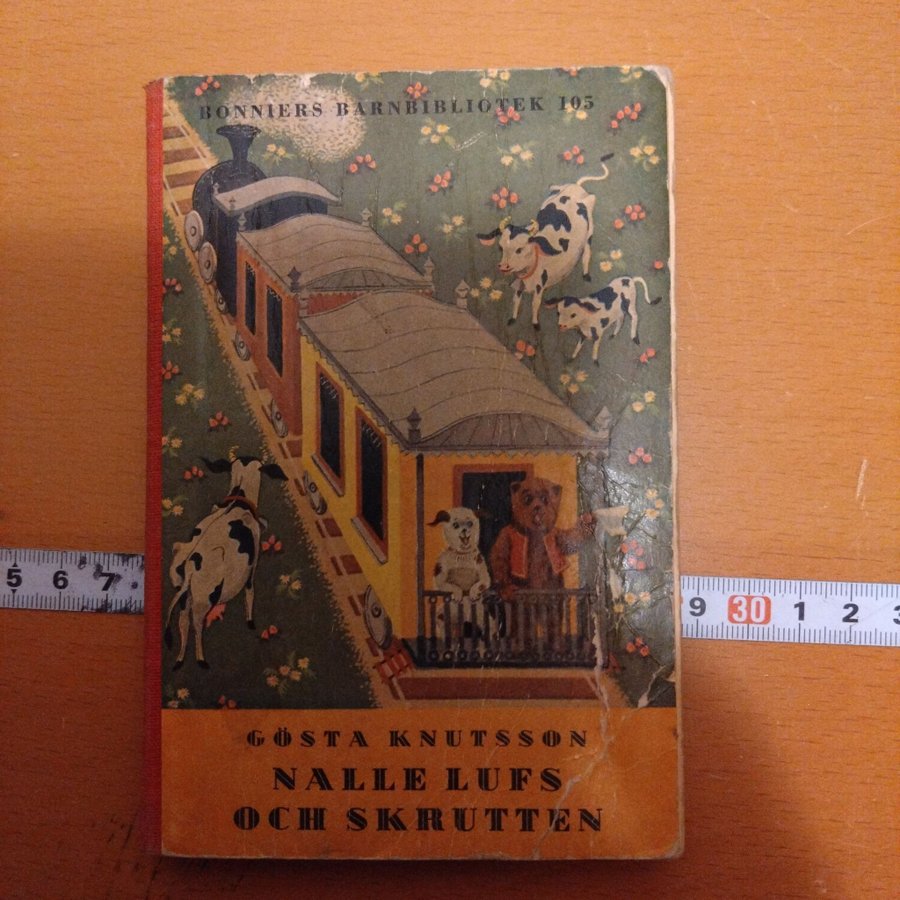 BONNIERS BARNBIBLIOTEK 105
5 6 7
9 30 1 2 3
GÖSTA KNUTSSON
NALLE LUFS
OCH SKRUTTEN